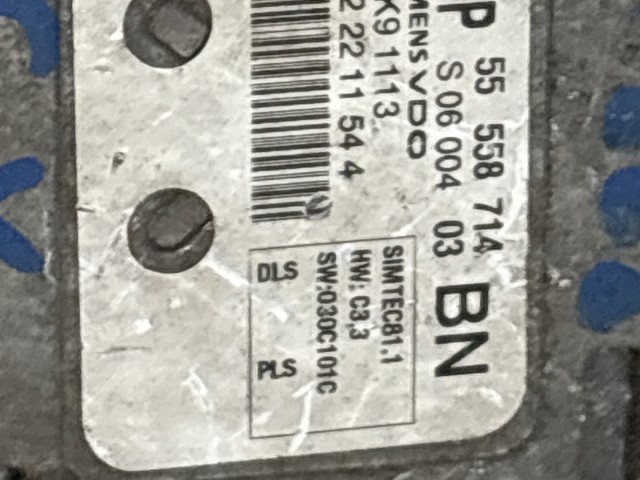 P 55 558 714 BN
S 06 004 03
MENS VDO
K9 1113
2 22 11 54 4
SIMTEC81.1
HW: C3,3
SW:030C101C
DLS PLS